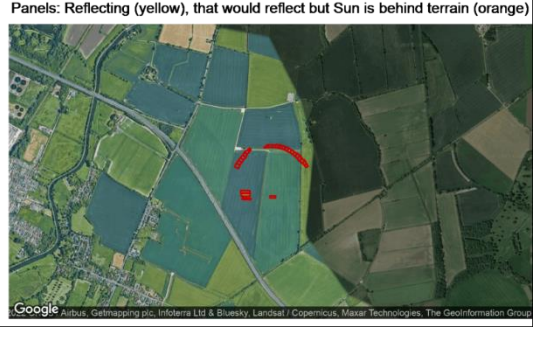 Panels: Reflecting (yellow), that would reflect but Sun is behind terrain (orange)
Google
Airbus, Getmapping plc, Infoterra Ltd & Bluesky, Landsat / Copernicus, Maxar Technologies, The GeoInformation Group